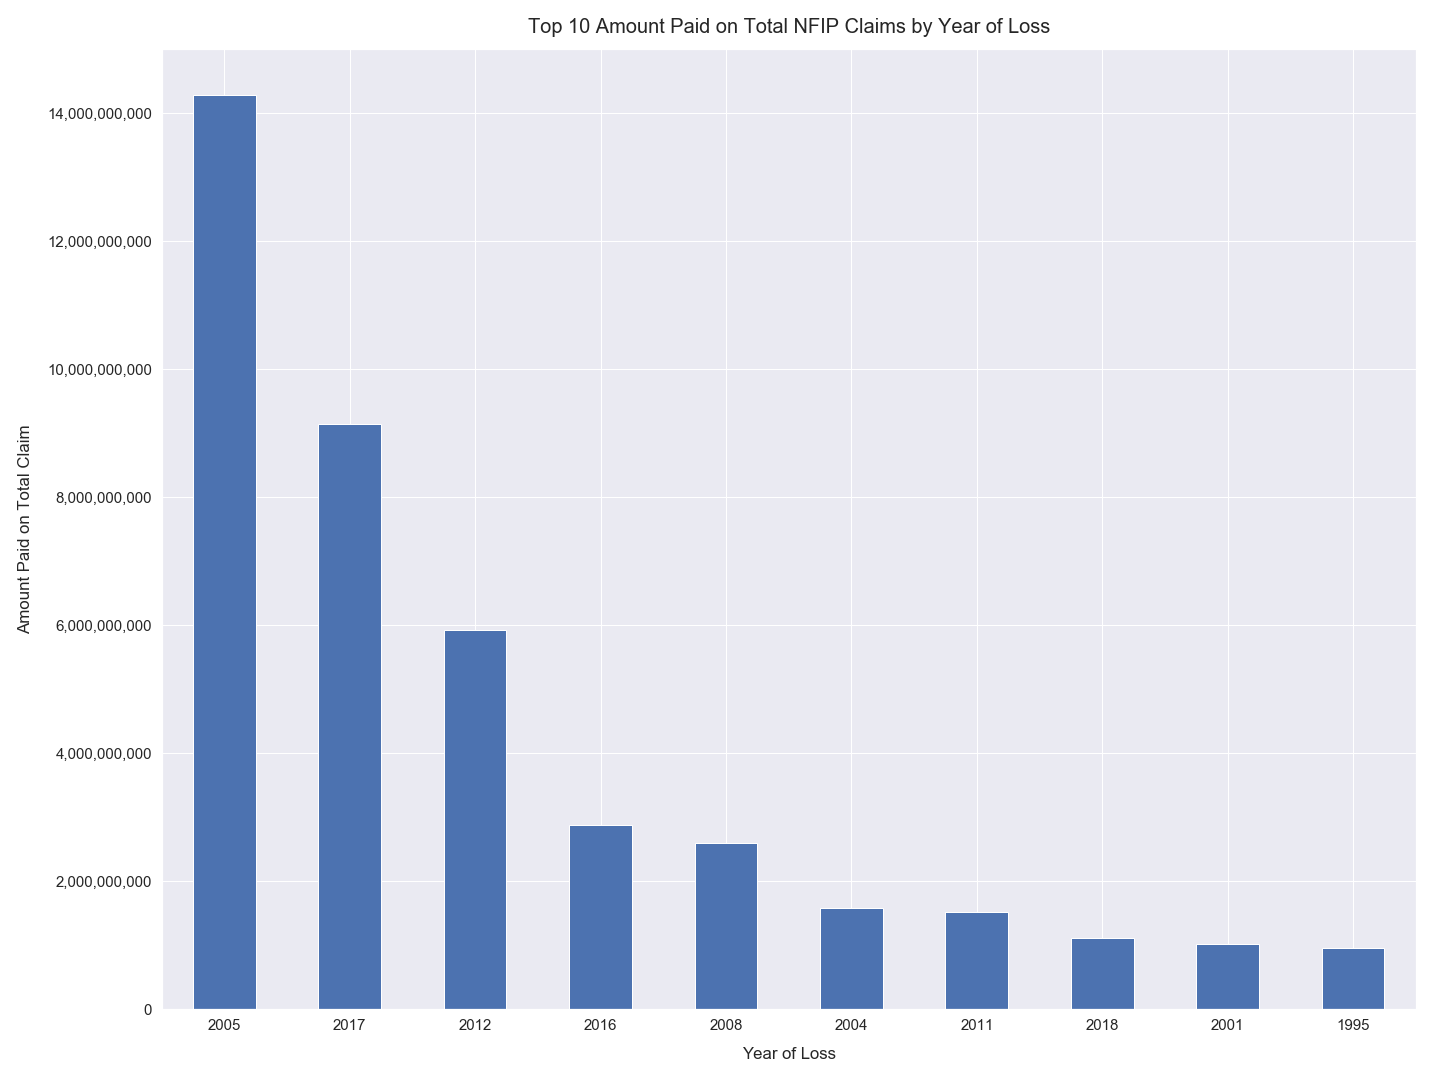 Top 10 Amount Paid on Total NFIP Claims by Year of Loss
Amount Paid on Total Claim
14,000,000,000
12,000,000,000
10,000,000,000
8,000,000,000
6,000,000,000
4,000,000,000
2,000,000,000
0
2005 2017 2012 2016 2008 2004 2011 2018 2001 1995
Year of Loss